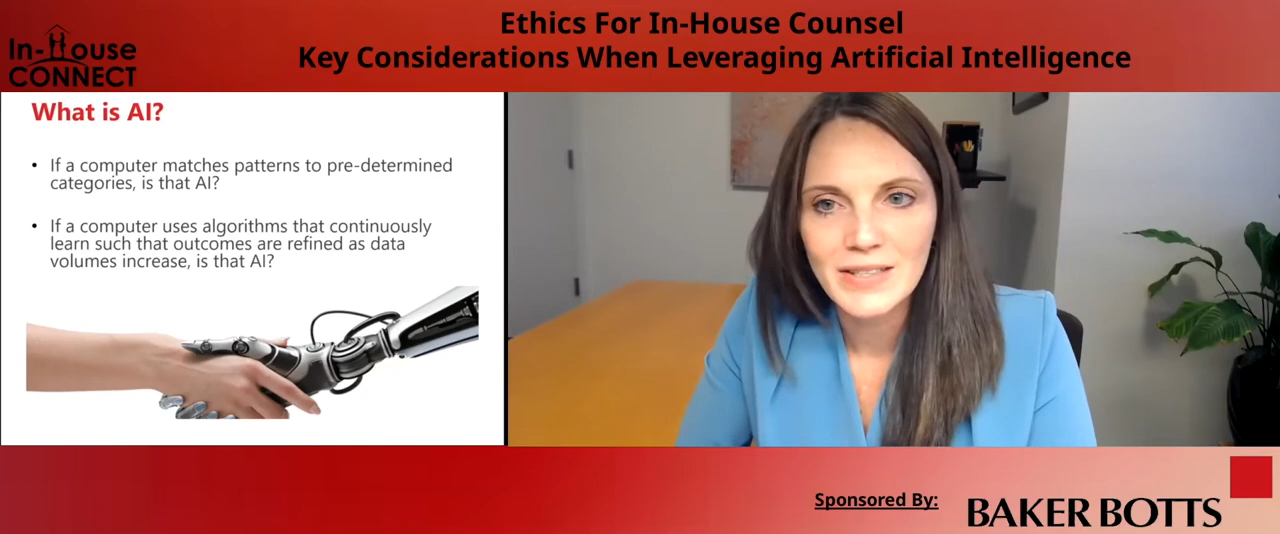 Ethics For In-House Counsel
Key Considerations When Leveraging Artificial Intelligence
In-House
CONNECT
What is AI?
• If a computer matches patterns to pre-determined
categories, is that AI?
• If a computer uses algorithms that continuously
learn such that outcomes are refined as data
volumes increase, is that AI?
Sponsored By:
BAKER BOTTS